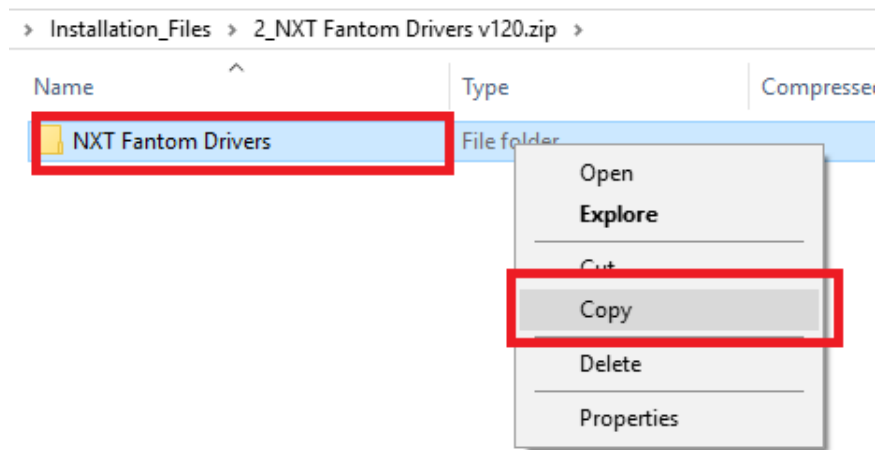 > Installation_Files > 2_NXT Fantom Drivers v120.zip >
Name Type Compresse
NXT Fantom Drivers File folder
Open
Explore
Cut
Copy
Delete
Properties